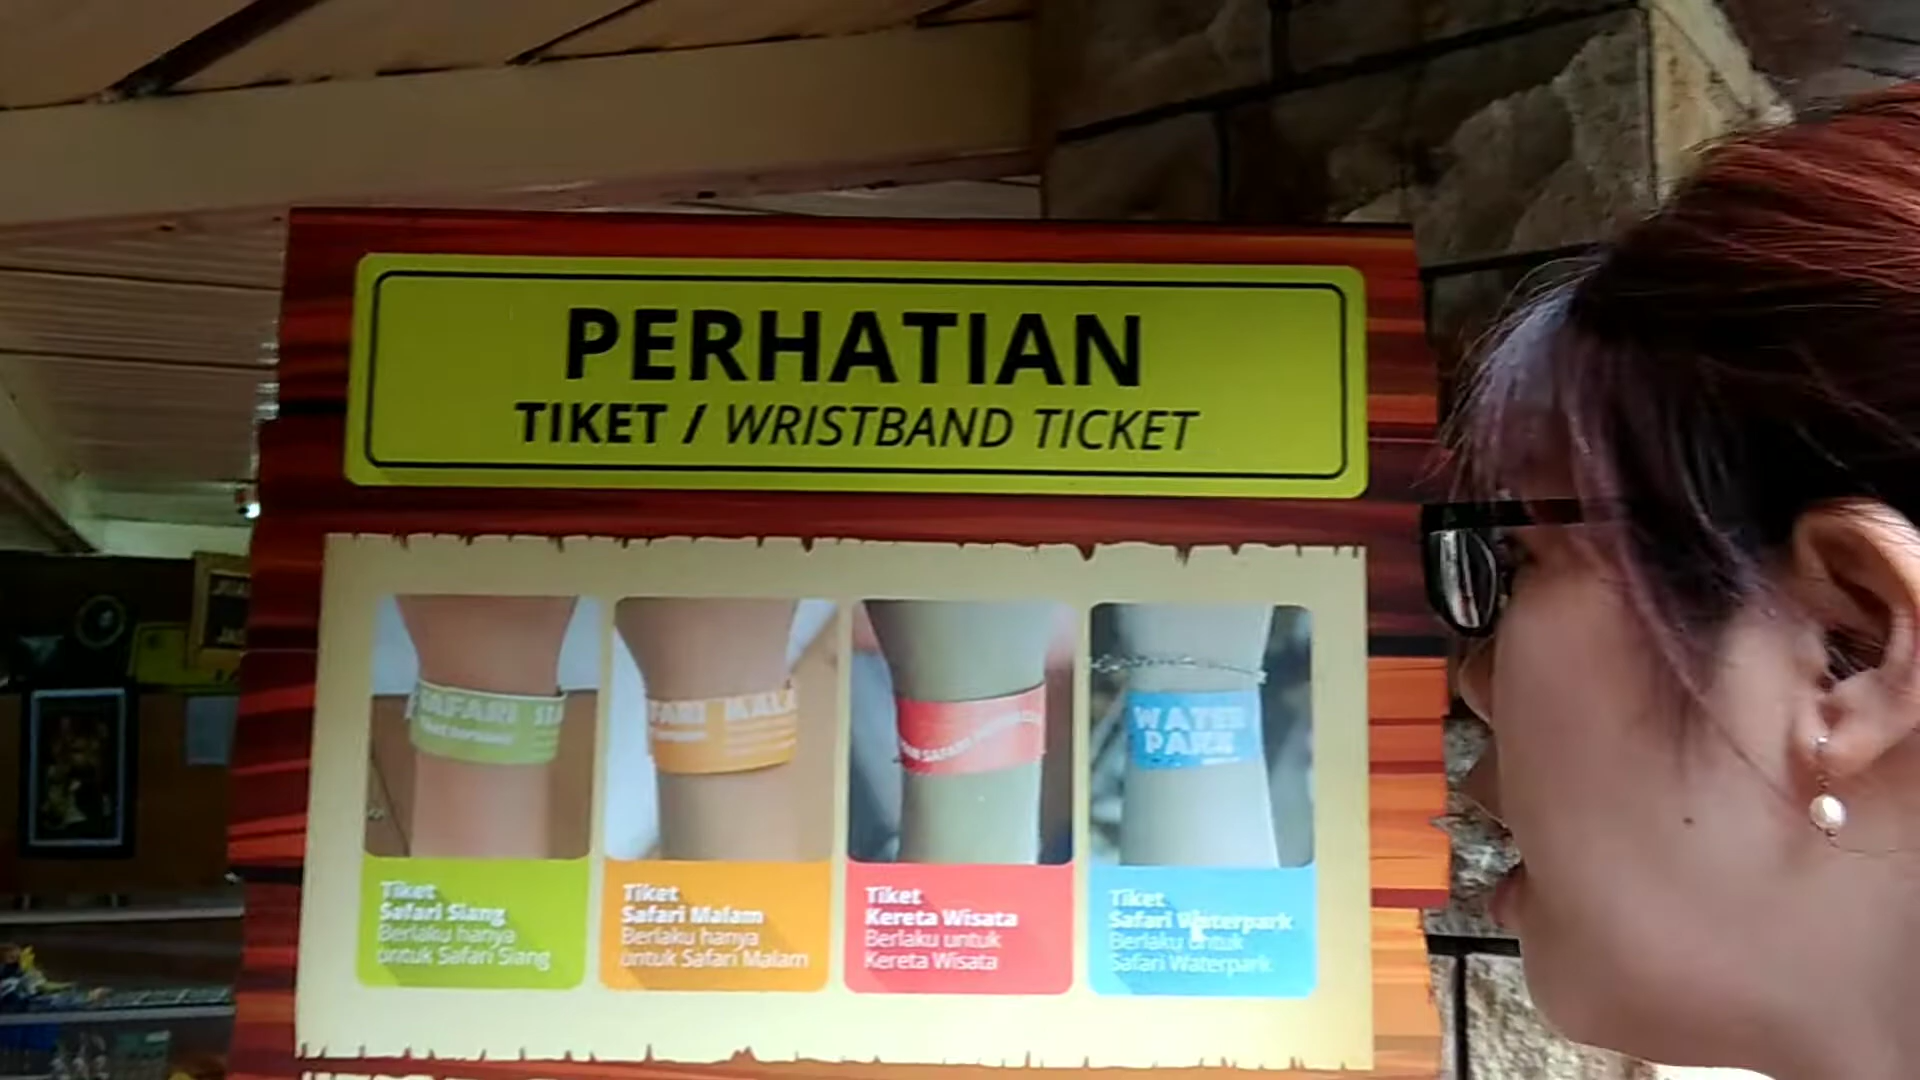 PERHATIAN
TIKET / WRISTBAND TICKET
SAFARI
WATER
PARK
Tiket
Safari Siang
Berlaku hanya
untuk Safari Siang
Tiket
Safari Malam
Berlaku hanya
untuk Safari Malam
Tiket
Kereta Wisata
Berlaku untuk
Kereta Wisata
Tiket
Safari Waterpark
Berlaku untuk
Safari Waterpark